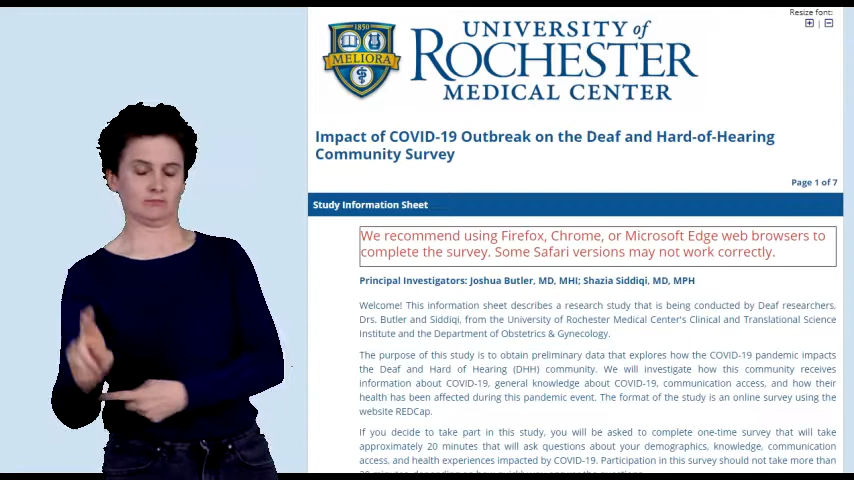 Resize font:
1850
MELIORA
UNIVERSITY of
ROCHESTER
MEDICAL CENTER
Impact of COVID-19 Outbreak on the Deaf and Hard-of-Hearing
Community Survey
Page 1 of 7
Study Information Sheet
We recommend using Firefox, Chrome, or Microsoft Edge web browsers to
complete the survey. Some Safari versions may not work correctly.
Principal Investigators: Joshua Butler, MD, MHI; Shazia Siddiqi, MD, MPH
Welcome! This information sheet describes a research study that is being conducted by Deaf researchers,
Drs. Butler and Siddiqi, from the University of Rochester Medical Center's Clinical and Translational Science
Institute and the Department of Obstetrics & Gynecology.
The purpose of this study is to obtain preliminary data that explores how the COVID-19 pandemic impacts
the Deaf and Hard of Hearing (DHH) community. We will investigate how this community receives
information about COVID-19, general knowledge about COVID-19, communication access, and how their
health has been affected during this pandemic event. The format of the study is an online survey using the
website REDCap.
If you decide to take part in this study, you will be asked to complete one-time survey that will take
approximately 20 minutes that will ask questions about your demographics, knowledge, communication
access, and health experiences impacted by COVID-19. Participation in this survey should not take more than